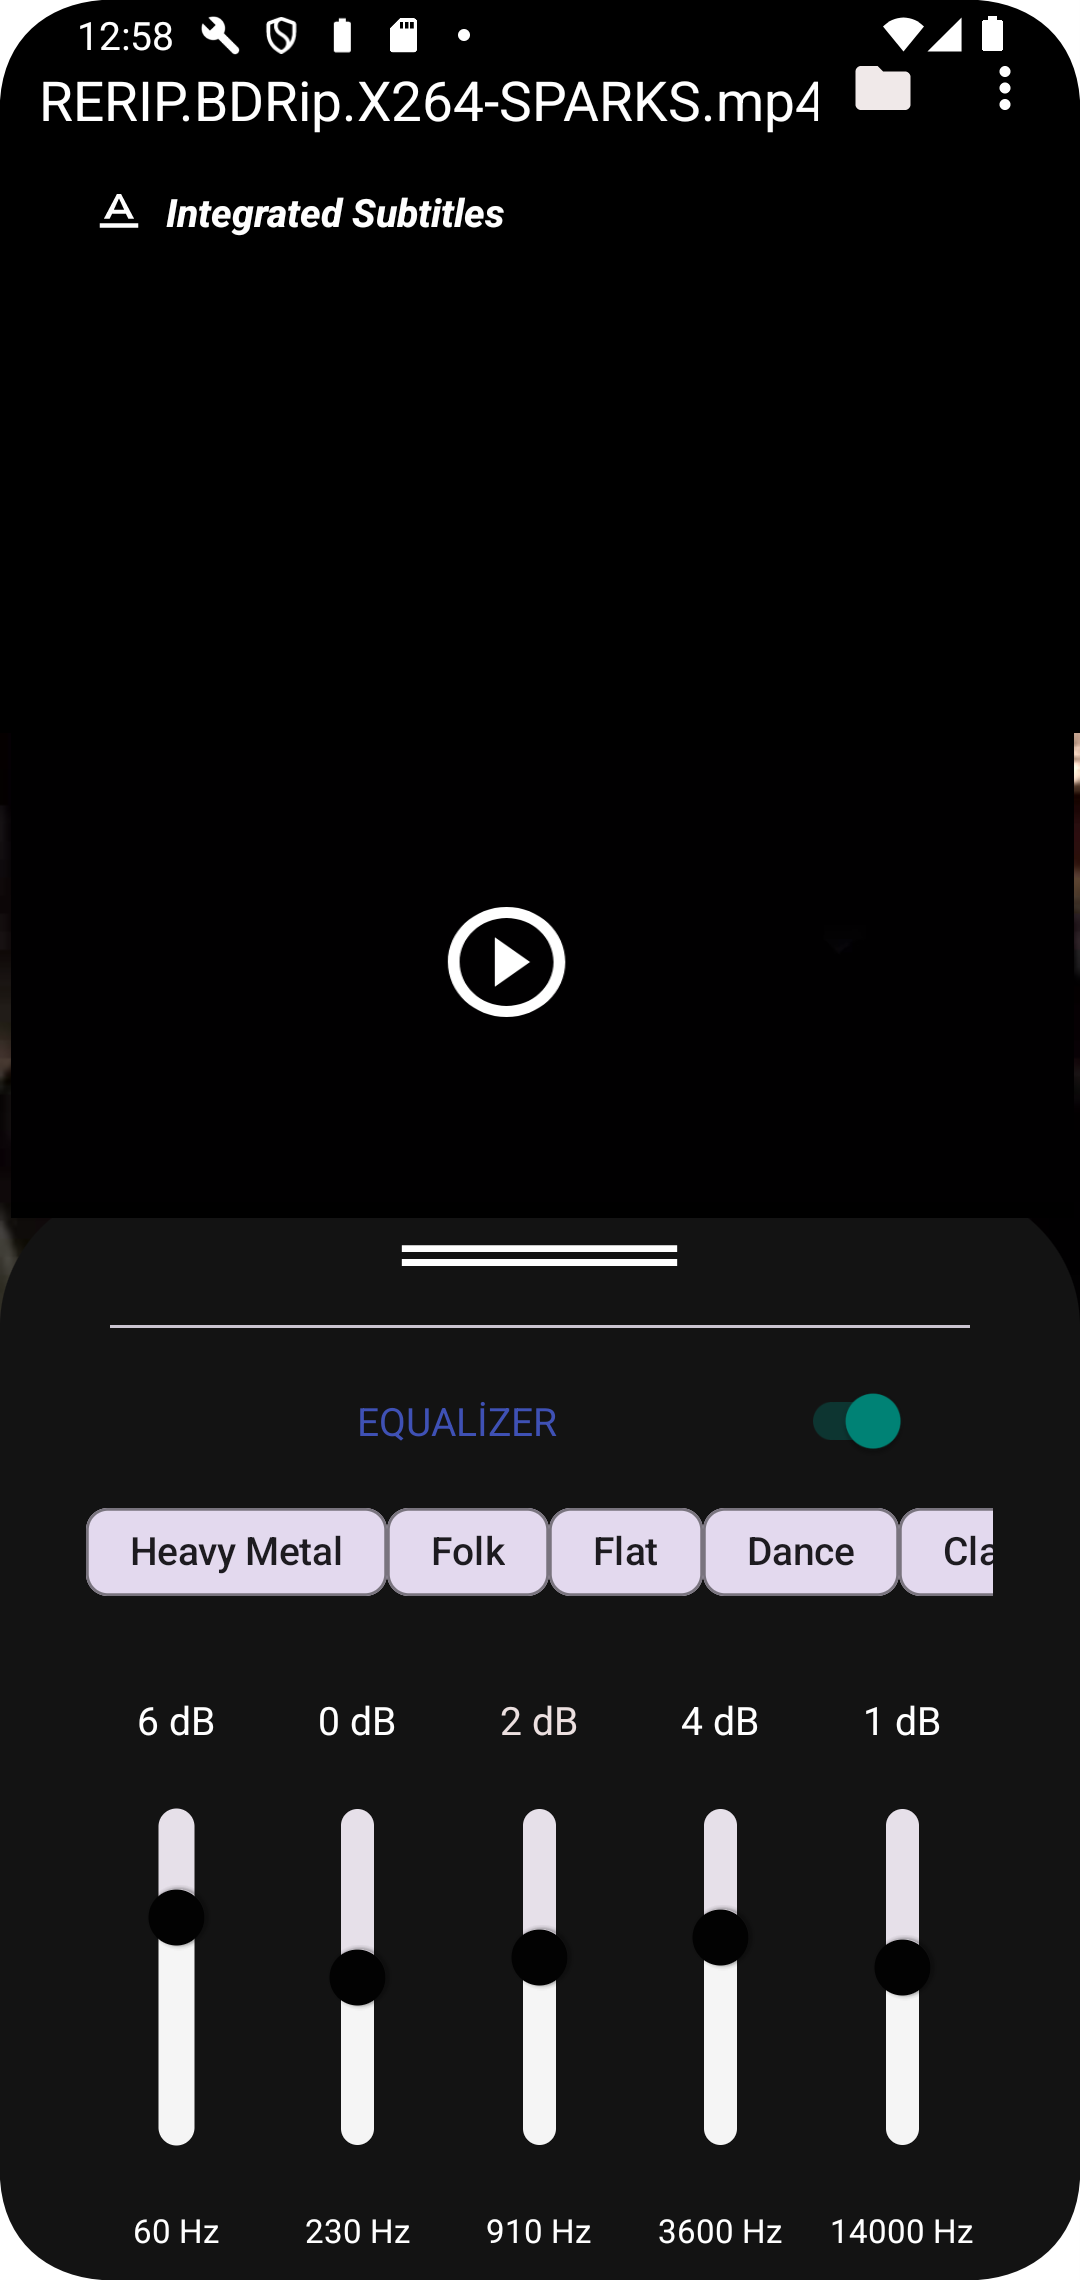 12:58
RERIP.BDRip.X264-SPARKS.mp4
Integrated Subtitles
EQUALİZER
Heavy Metal Folk Flat Dance Cla
6 dB 0 dB 2 dB 4 dB 1 dB
60 Hz 230 Hz 910 Hz 3600 Hz 14000 Hz